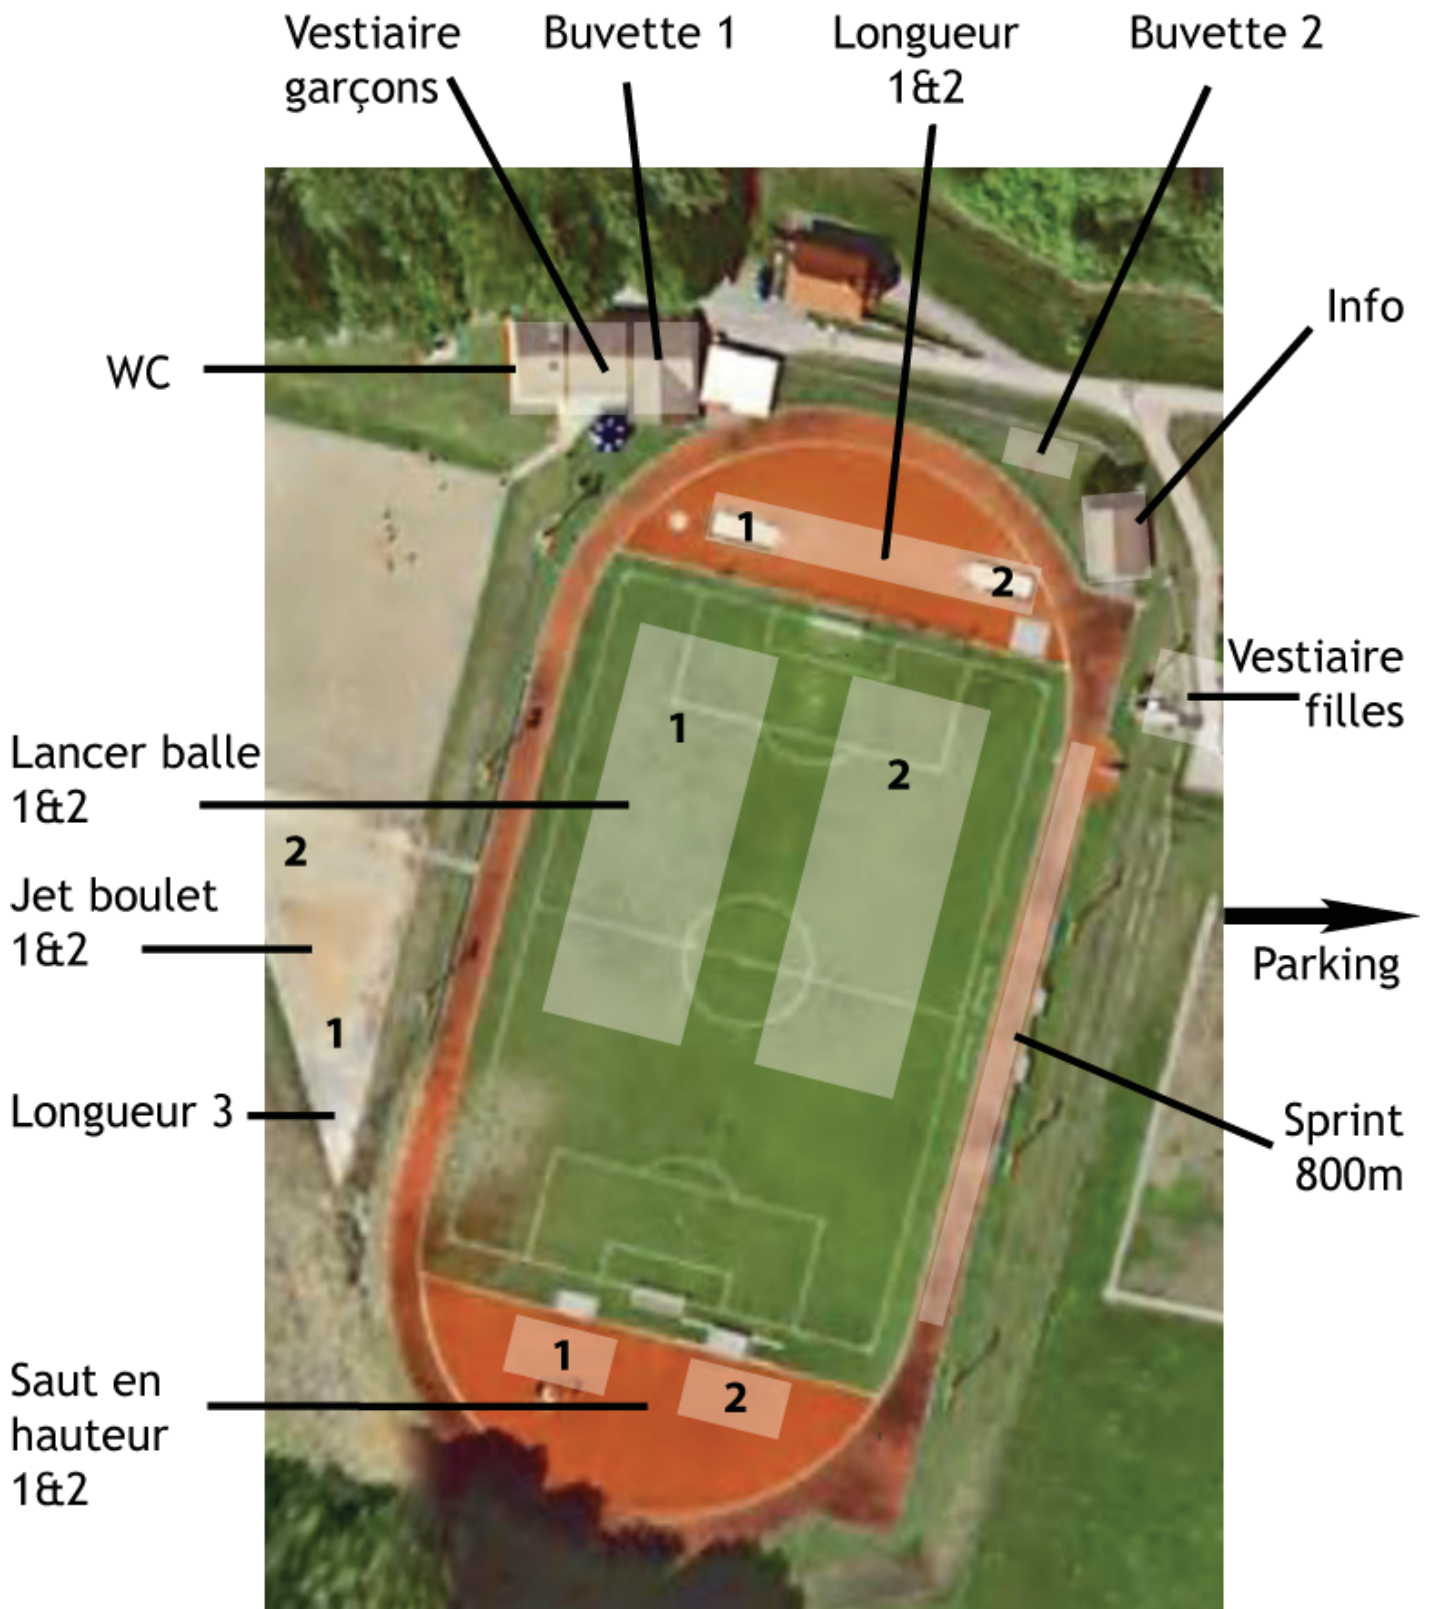 Vestiaire
garçons
Buvette 1
Longueur
1&2
Buvette 2
Info
WC
1
2
Vestiaire
filles
1
2
Lancer balle
1&2
2
Jet boulet
1&2
Parking
1
Longueur 3
Sprint
800m
1
2
Saut en
hauteur
1&2